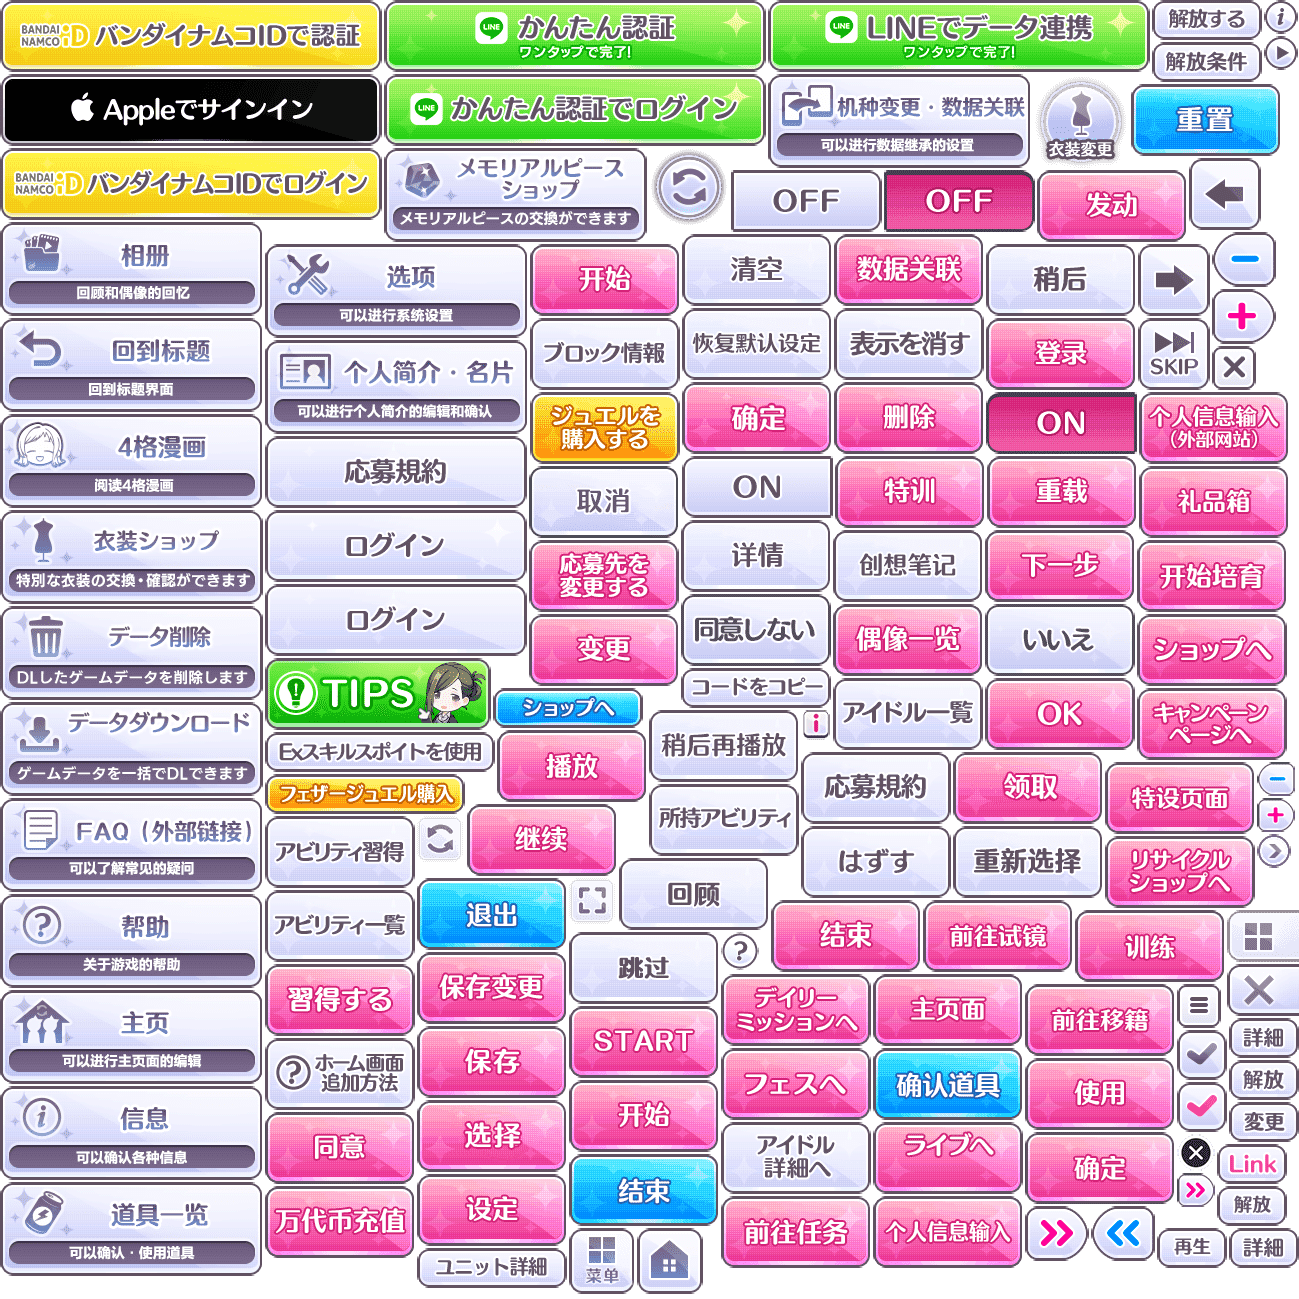 BANDAI NAMCO iD バンダイナムコIDで認証
LINE かんたん認証
ワンタップで完了!
LINE LINEでデータ連携
ワンタップで完了!
解放する
i
解放条件
Appleでサインイン
LINE かんたん認証でログイン
机种变更・数据关联
可以进行数据继承的设置
衣装変更
重置
BANDAI NAMCO iD バンダイナムコIDでログイン
メモリアルピース
ショップ
メモリアルピースの交換ができます
OFF
OFF
发动
相册
回顾和偶像的回忆
选项
可以进行系统设置
开始
清空
数据关联
稍后
回到标题
回到标题界面
个人简介・名片
可以进行个人简介的编辑和确认
ブロック情報
恢复默认设定
表示を消す
登录
SKIP
4格漫画
阅读4格漫画
応募規約
ジュエルを
購入する
确定
删除
ON
个人信息输入
(外部网站)
衣装ショップ
特別な衣装の交換・確認ができます
ログイン
取消
ON
特训
重载
礼品箱
データ削除
DLしたゲームデータを削除します
ログイン
応募先を
変更する
详情
创想笔记
下一步
开始培育
变更
同意しない
偶像一览
いいえ
ショップへ
TIPS
コードをコピー
データダウンロード
ゲームデータを一括でDLできます
ショップへ
i
アイドル一覧
OK
キャンペーン
ページへ
Exスキルスポイトを使用
播放
稍后再播放
フェザージュエル購入
応募規約
领取
特设页面
FAQ（外部链接）
可以了解常见的疑问
アビリティ習得
继续
所持アビリティ
はずす
重新选择
リサイクル
ショップへ
帮助
关于游戏的帮助
アビリティ一覧
退出
回顾
结束
前往试镜
训练
習得する
保存变更
跳过
?
主页
可以进行主页面的编辑
デイリー
ミッションへ
主页面
前往移籍
詳細
? ホーム画面
追加方法
保存
START
フェスへ
确认道具
使用
解放
i
信息
可以确认各种信息
同意
选择
开始
アイドル
詳細へ
ライブへ
确定
変更
Link
道具一览
可以确认・使用道具
万代币充值
设定
结束
前往任务
个人信息输入
解放
ユニット詳細
菜单
再生
詳細